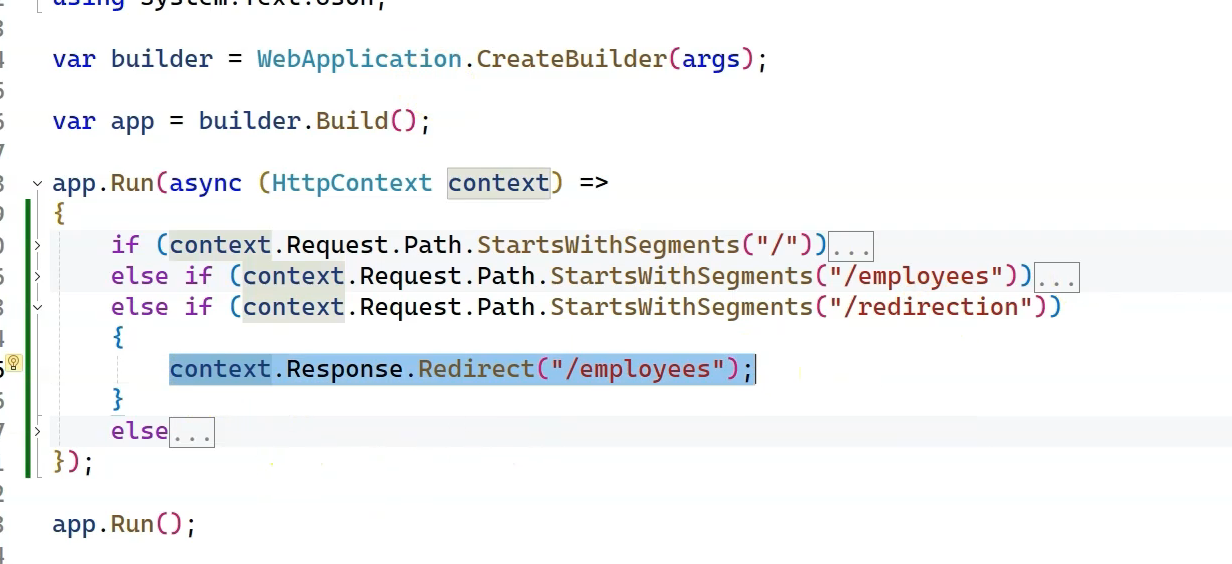 using System.Text.Json;
var builder = WebApplication.CreateBuilder(args);
var app = builder.Build();
app.Run(async (HttpContext context) =>
{
if (context.Request.Path.StartsWithSegments("/"))...
else if (context.Request.Path.StartsWithSegments("/employees"))...
else if (context.Request.Path.StartsWithSegments("/redirection"))
{
context.Response.Redirect("/employees");
}
else...
});
app.Run();